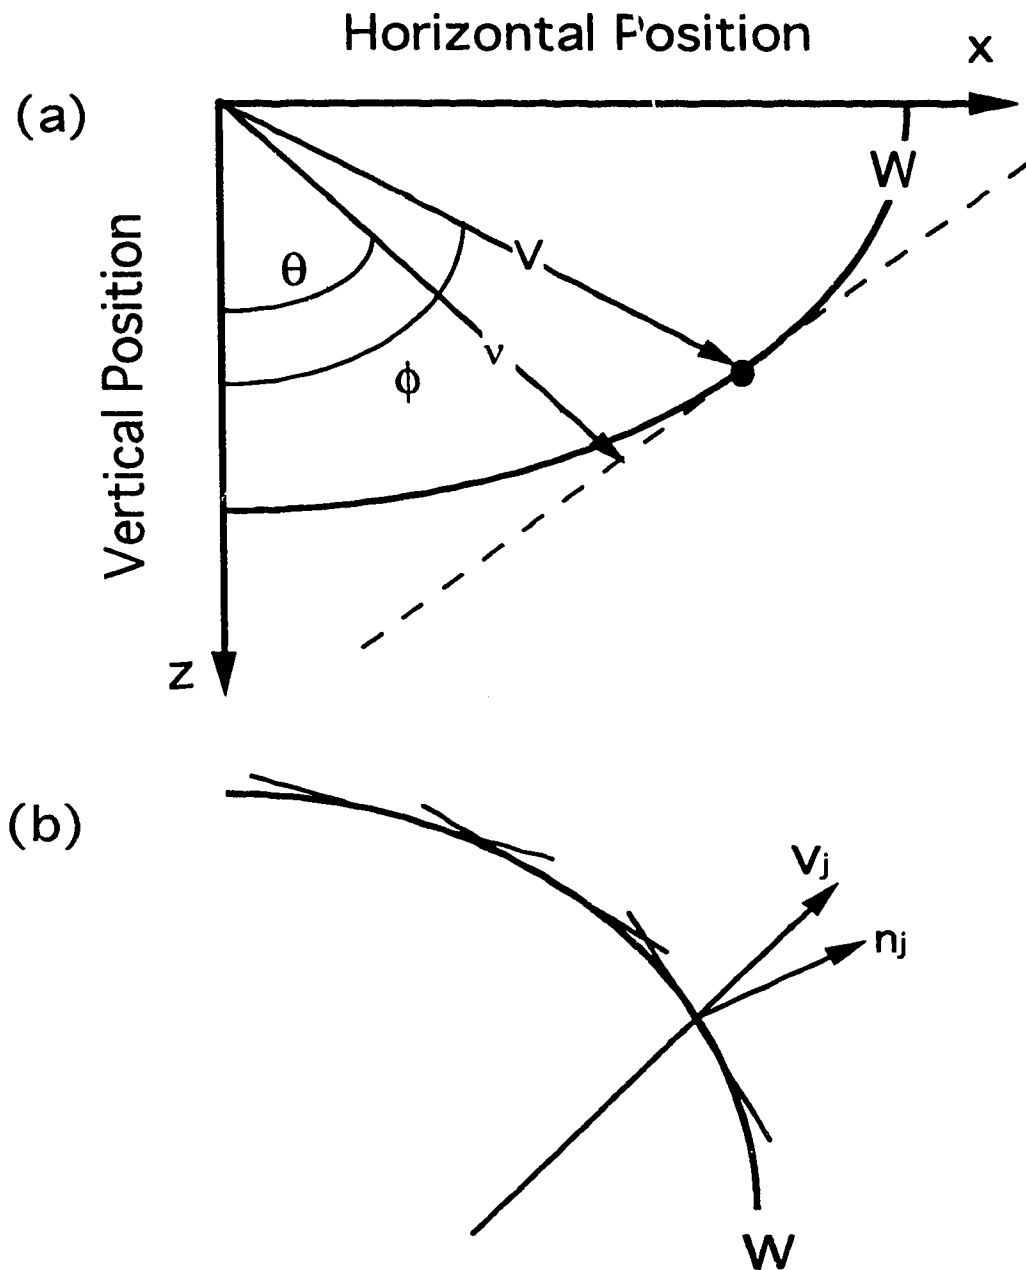 Horizontal Position
x
(a)
W
V
θ
ν
ϕ
Vertical Position
z
(b)
Vj
nj
W